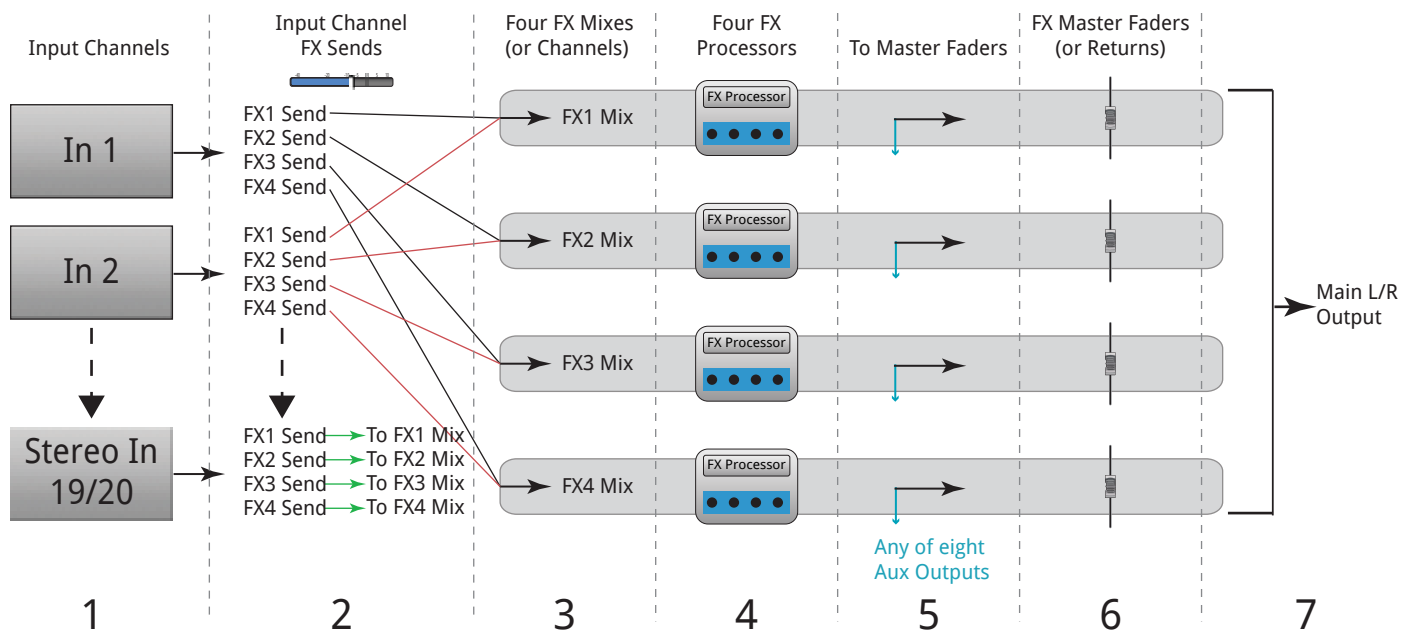 Input Channels
Input Channel
FX Sends
Four FX Mixes
(or Channels)
Four FX
Processors
To Master Faders
FX Master Faders
(or Returns)
In 1
FX1 Send
FX2 Send
FX3 Send
FX4 Send
FX1 Mix
FX Processor
In 2
FX1 Send
FX2 Send
FX3 Send
FX4 Send
FX2 Mix
FX Processor
Main L/R
Output
FX3 Mix
FX Processor
Stereo In
19/20
FX1 Send
To FX1 Mix
FX2 Send
To FX2 Mix
FX3 Send
To FX3 Mix
FX4 Send
To FX4 Mix
FX4 Mix
FX Processor
Any of eight
Aux Outputs
1
2
3
4
5
6
7